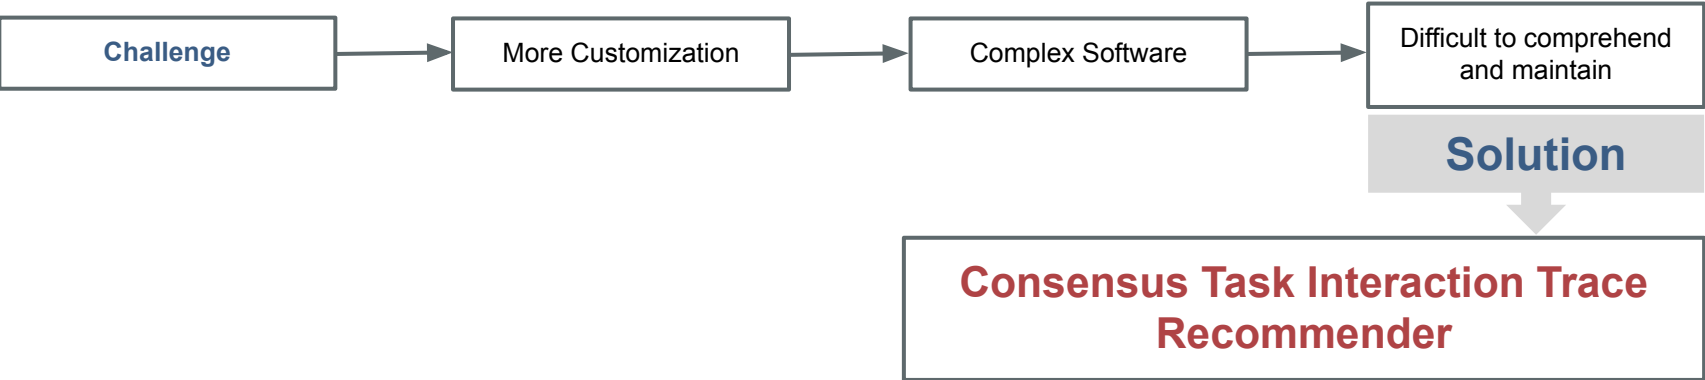 Challenge
More Customization
Complex Software
Difficult to comprehend
and maintain
Solution
Consensus Task Interaction Trace
Recommender